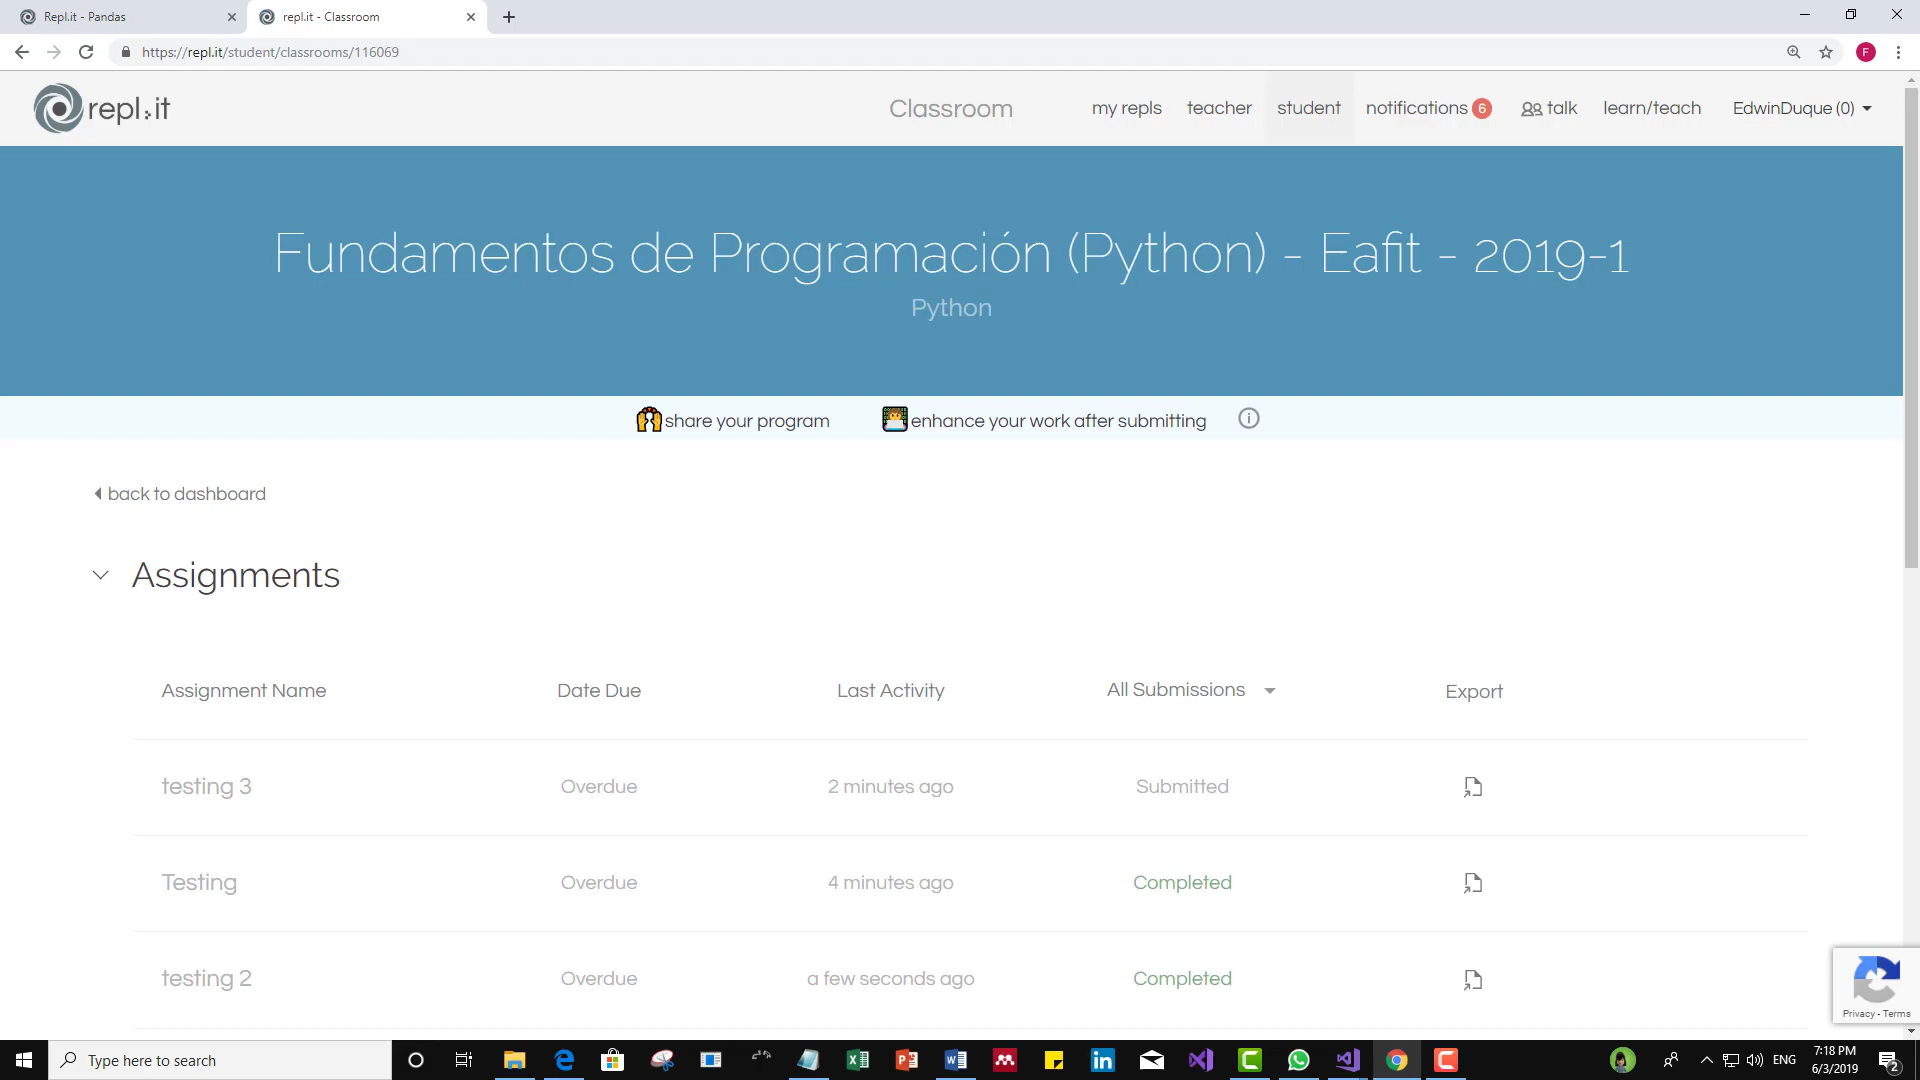 Repl.it - Pandas
repl.it - Classroom
https://repl.it/student/classrooms/116069
F
repl.it
Classroom
my repls
teacher
student
notifications 6
talk
learn/teach
EdwinDuque (0)
Fundamentos de Programación (Python) - Eafit - 2019-1
Python
share your program
enhance your work after submitting
back to dashboard
Assignments
Assignment Name Date Due Last Activity All Submissions Export
testing 3 Overdue 2 minutes ago Submitted
Testing Overdue 4 minutes ago Completed
testing 2 Overdue a few seconds ago Completed
Privacy - Terms
Type here to search
ENG
7:18 PM
6/3/2019
2